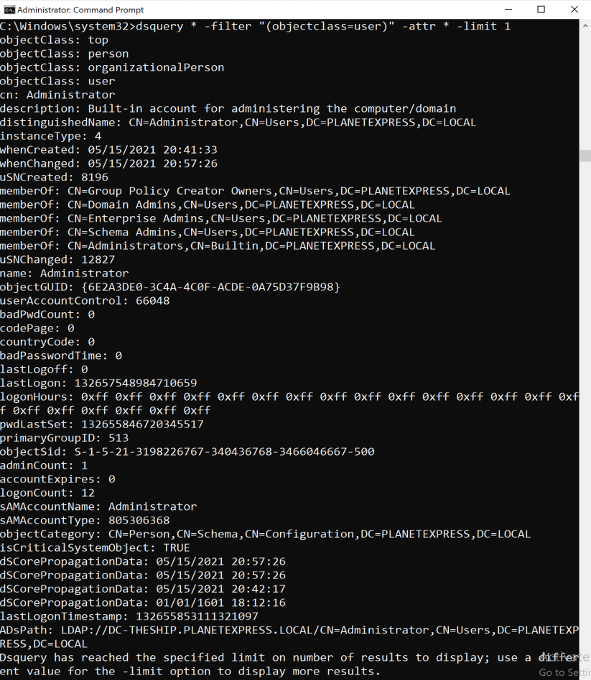 Administrator: Command Prompt
C:\Windows\system32>dsquery * -filter "(objectclass=user)" -attr * -limit 1
objectClass: top
objectClass: person
objectClass: organizationalPerson
objectClass: user
cn: Administrator
description: Built-in account for administering the computer/domain
distinguishedName: CN=Administrator,CN=Users,DC=PLANETEXPRESS,DC=LOCAL
instanceType: 4
whenCreated: 05/15/2021 20:41:33
whenChanged: 05/15/2021 20:57:26
uSNCreated: 8196
memberOf: CN=Group Policy Creator Owners,CN=Users,DC=PLANETEXPRESS,DC=LOCAL
memberOf: CN=Domain Admins,CN=Users,DC=PLANETEXPRESS,DC=LOCAL
memberOf: CN=Enterprise Admins,CN=Users,DC=PLANETEXPRESS,DC=LOCAL
memberOf: CN=Schema Admins,CN=Users,DC=PLANETEXPRESS,DC=LOCAL
memberOf: CN=Administrators,CN=Builtin,DC=PLANETEXPRESS,DC=LOCAL
uSNChanged: 12827
name: Administrator
objectGUID: {6E2A3DE0-3C4A-4C0F-ACDE-0A75D37F9B98}
userAccountControl: 66048
badPwdCount: 0
codePage: 0
countryCode: 0
badPasswordTime: 0
lastLogoff: 0
lastLogon: 132657548984710659
logonHours: 0xff 0xff 0xff 0xff 0xff 0xff 0xff 0xff 0xff 0xff 0xff 0xff 0xff 0xff 0xf
f 0xff 0xff 0xff 0xff 0xff 0xff
pwdLastSet: 132655846720345517
primaryGroupID: 513
objectSid: S-1-5-21-3198226767-340436768-3466046667-500
adminCount: 1
accountExpires: 0
logonCount: 12
sAMAccountName: Administrator
sAMAccountType: 805306368
objectCategory: CN=Person,CN=Schema,CN=Configuration,DC=PLANETEXPRESS,DC=LOCAL
isCriticalSystemObject: TRUE
dSCorePropagationData: 05/15/2021 20:57:26
dSCorePropagationData: 05/15/2021 20:57:26
dSCorePropagationData: 05/15/2021 20:42:17
dSCorePropagationData: 01/01/1601 18:12:16
lastLogonTimestamp: 132655853111321097
ADsPath: LDAP://DC-THESHIP.PLANETEXPRESS.LOCAL/CN=Administrator,CN=Users,DC=PLANETEXP
RESS,DC=LOCAL
Dsquery has reached the specified limit on number of results to display; use a differ
ent value for the -limit option to display more results.
Go to Settin